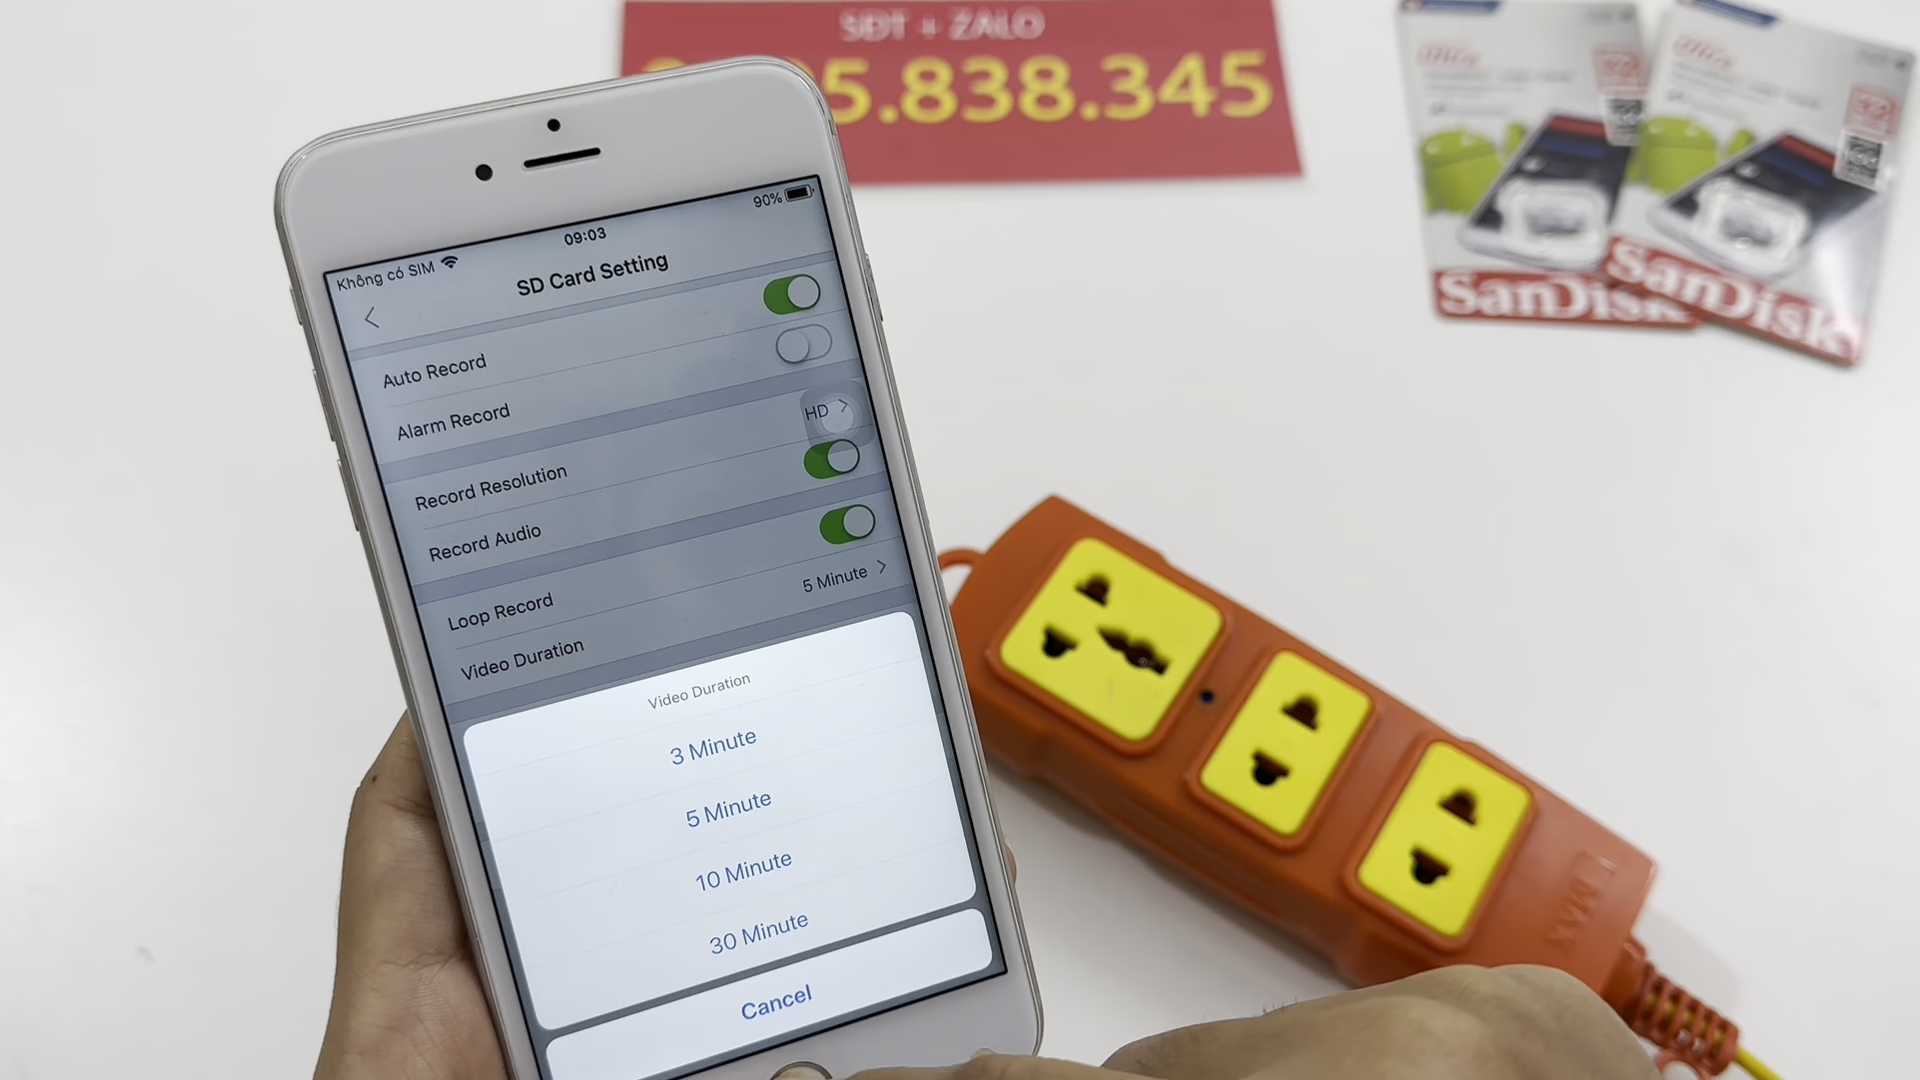 SĐT + ZALO
5.838.345
Ultra
Ultra
SanDisk
SanDisk
90%
09:03
Không có SIM
SD Card Setting
Auto Record
Alarm Record
Record Resolution HD
Record Audio
Loop Record
Video Duration 5 Minute
Video Duration
3 Minute
5 Minute
10 Minute
30 Minute
Cancel
MAX